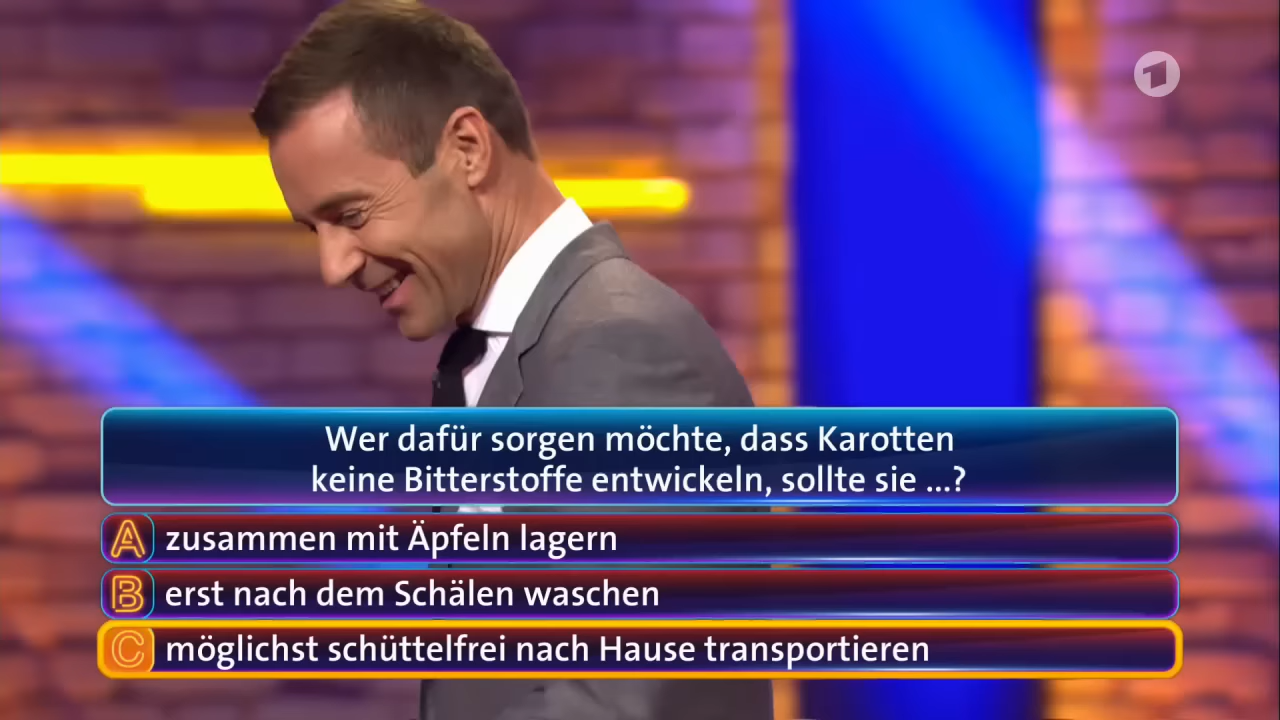 1
Wer dafür sorgen möchte, dass Karotten
keine Bitterstoffe entwickeln, sollte sie ...?
A zusammen mit Äpfeln lagern
B erst nach dem Schälen waschen
C möglichst schüttelfrei nach Hause transportieren